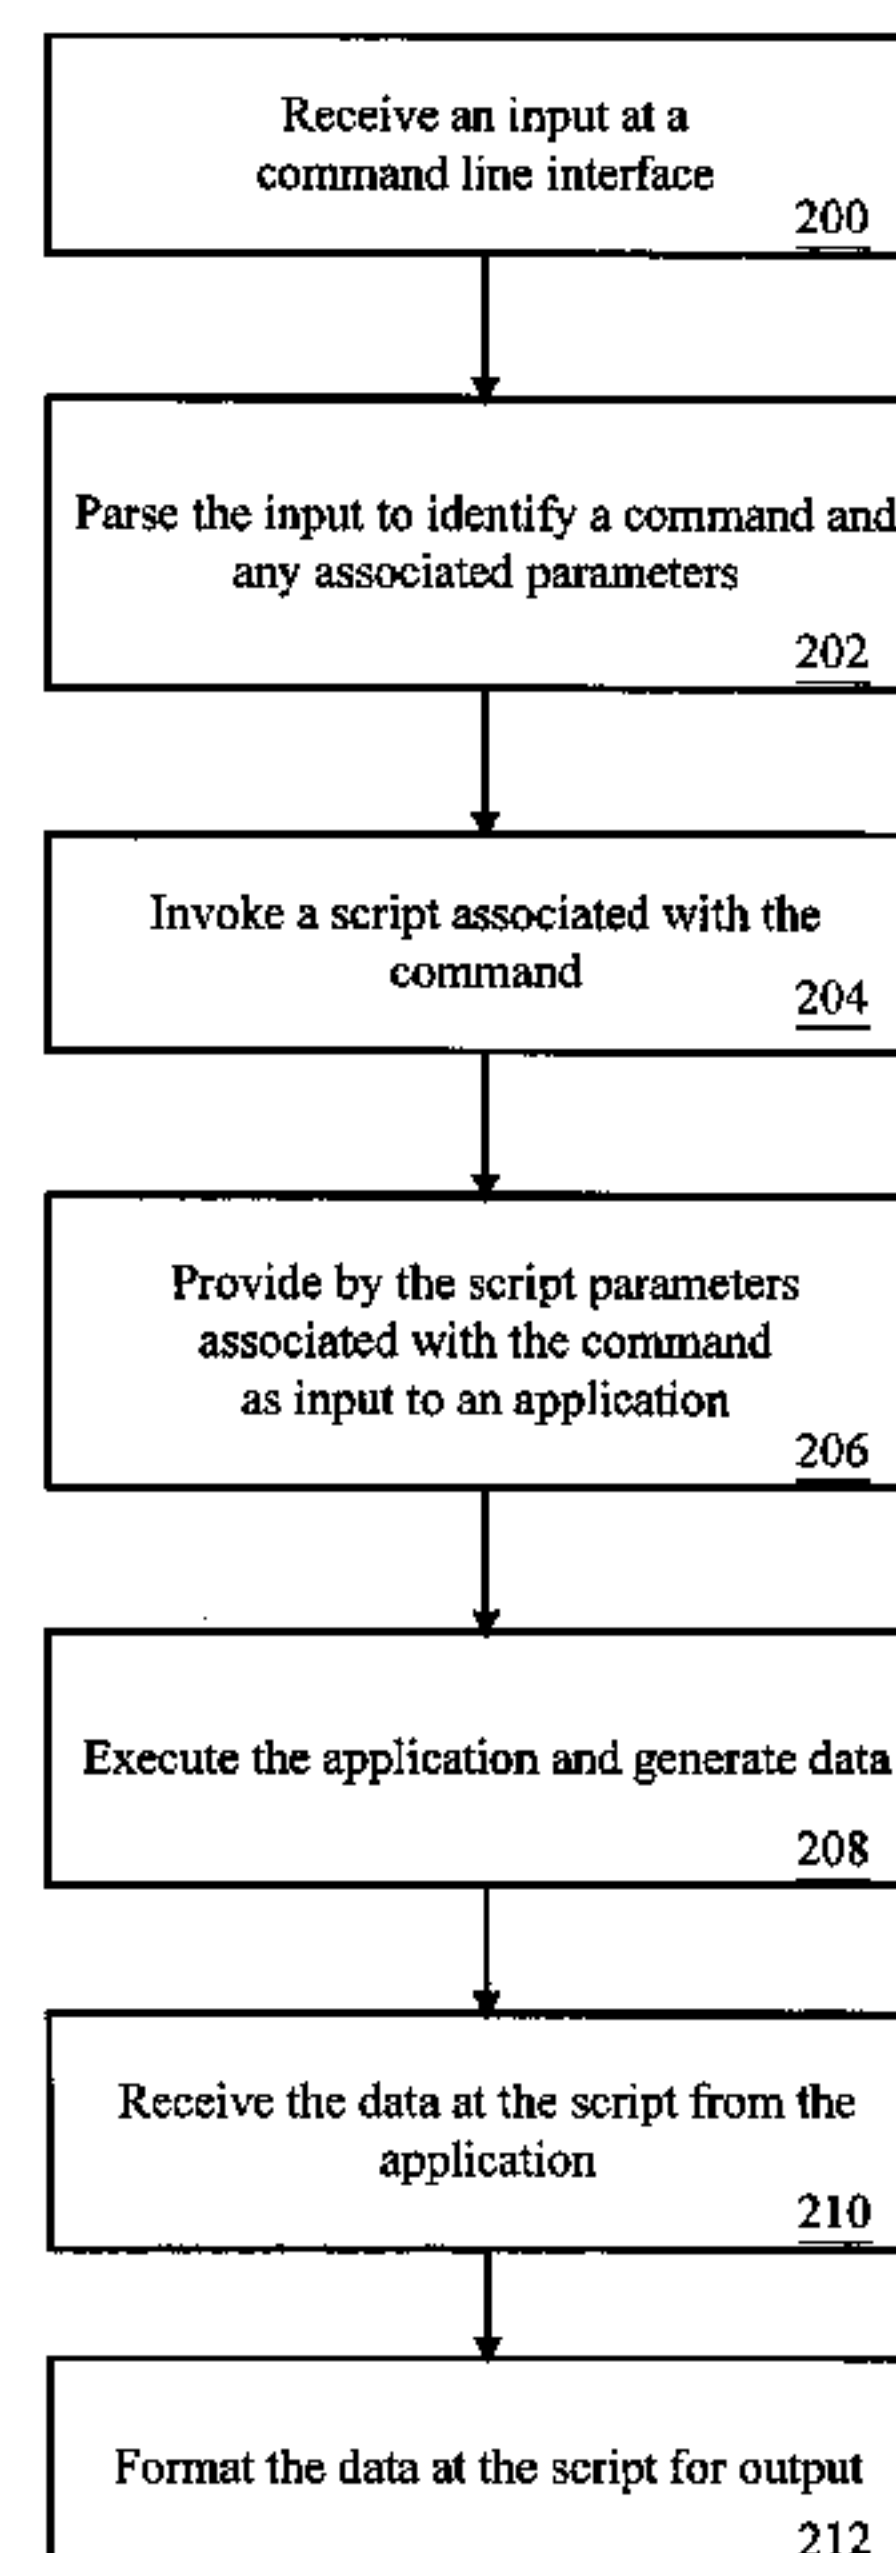 Receive an input at a
command line interface
200
Parse the input to identify a command and
any associated parameters
202
Invoke a script associated with the
command
204
Provide by the script parameters
associated with the command
as input to an application
206
Execute the application and generate data
208
Receive the data at the script from the
application
210
Format the data at the script for output
212